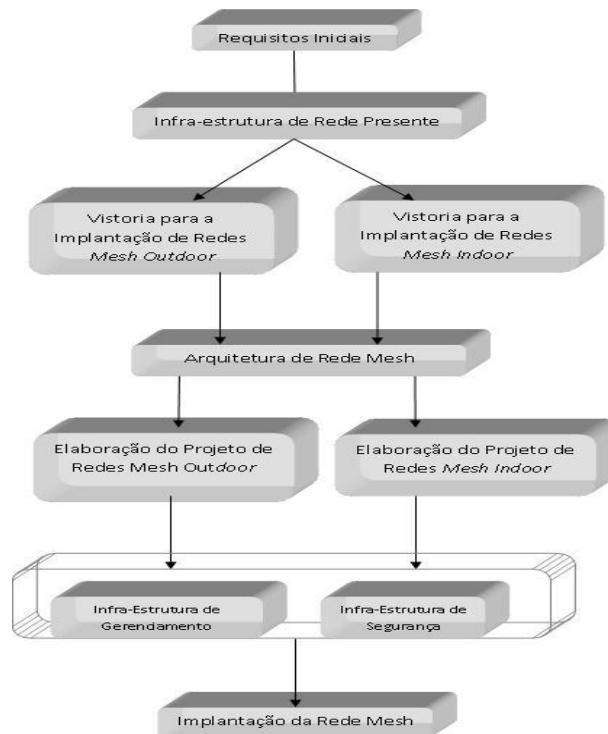 Requisitos Iniciais
Infra-estrutura de Rede Presente
Vistoria para a
Implantação de Redes
Mesh Outdoor
Vistoria para a
Implantação de Redes
Mesh Indoor
Arquitetura de Rede Mesh
Elaboração do Projeto de
Redes Mesh Outdoor
Elaboração do Projeto de
Redes Mesh Indoor
Infra-Estrutura de
Gerenciamento
Infra-Estrutura de
Segurança
Implantação da Rede Mesh